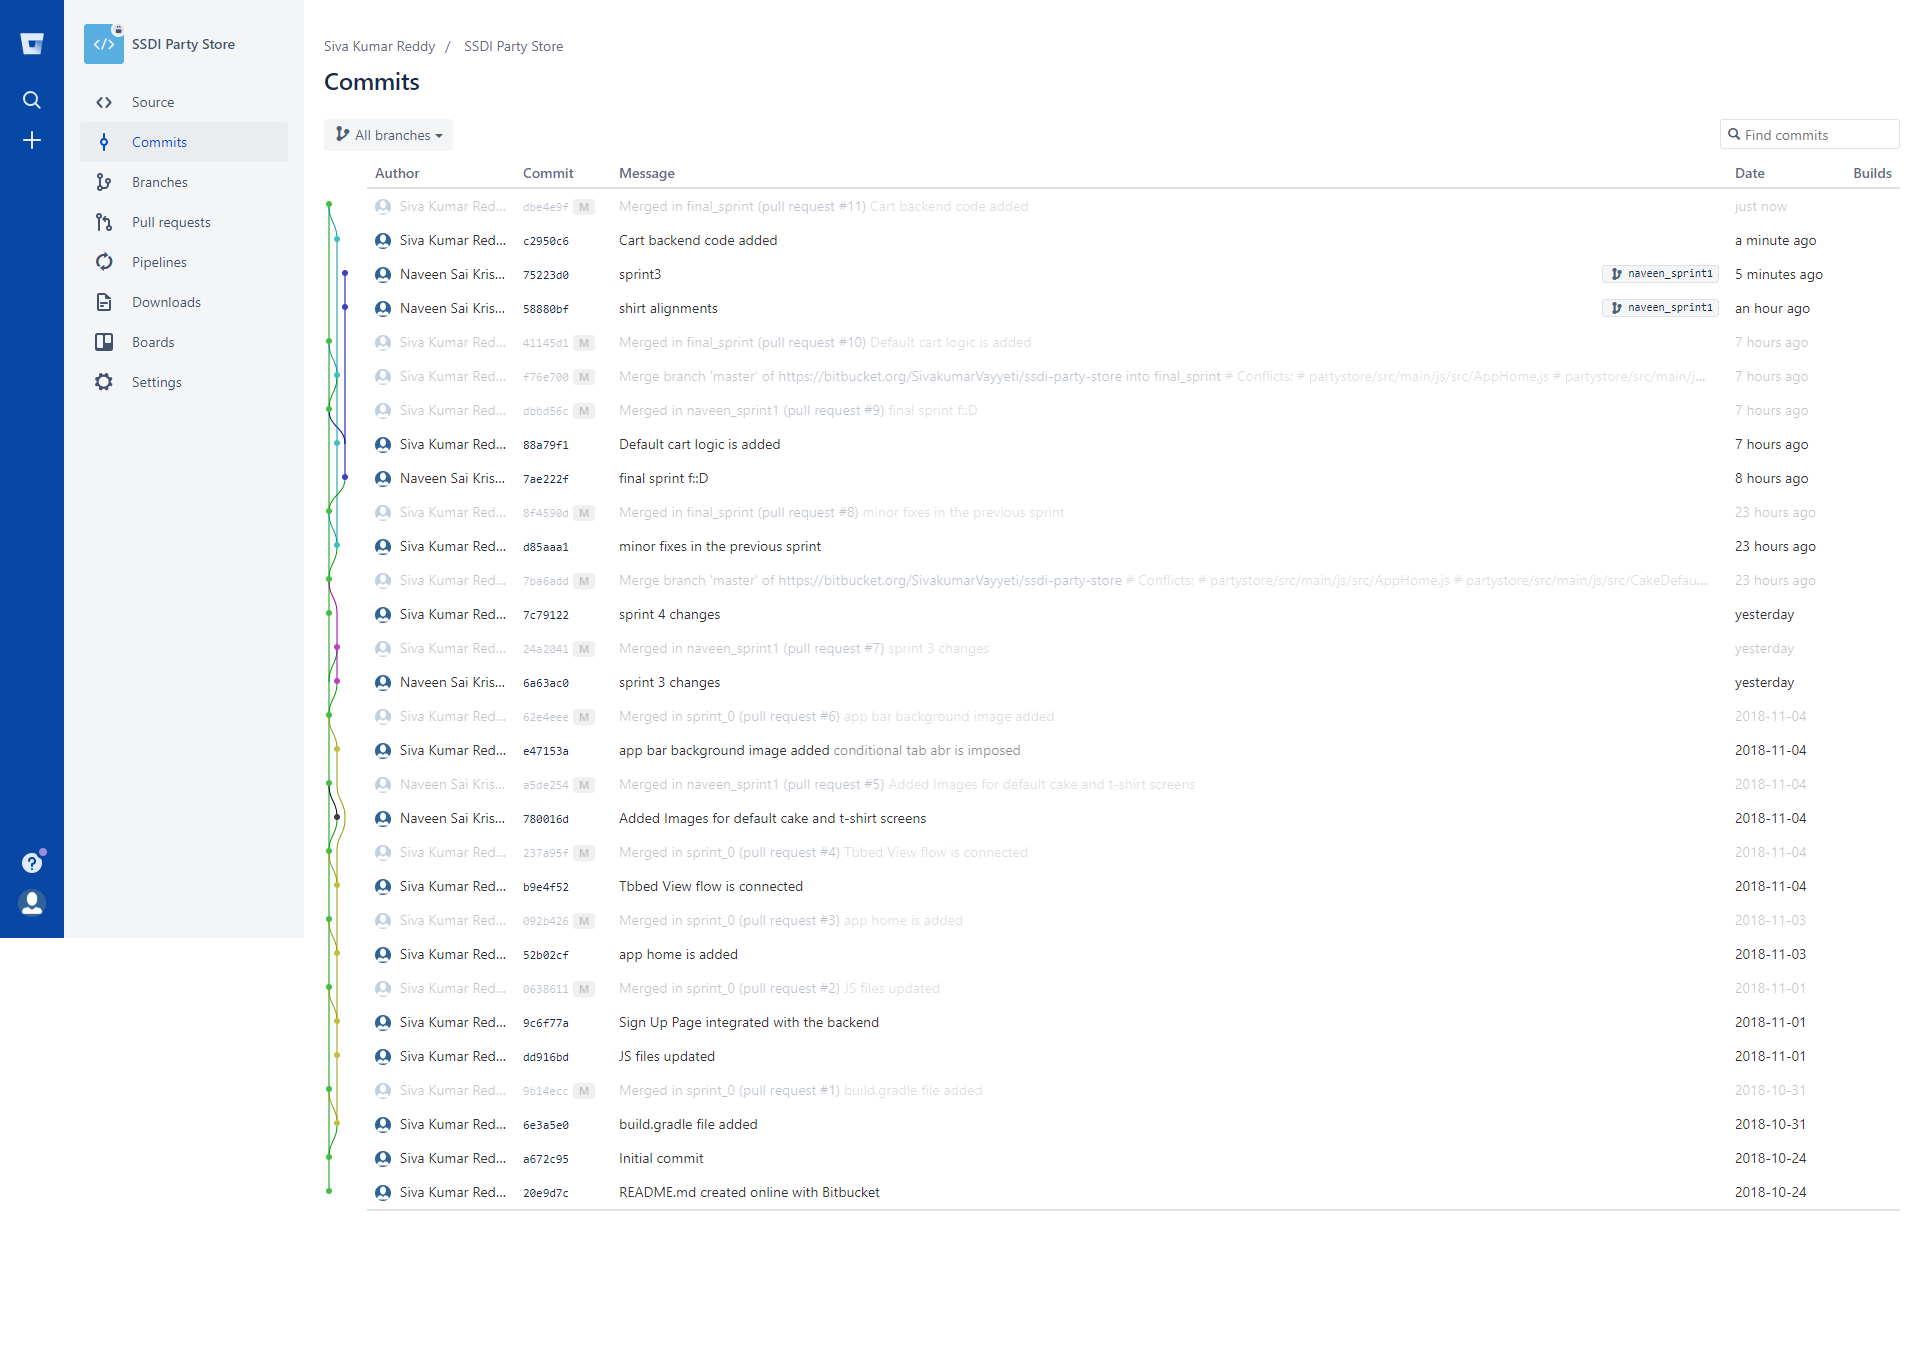 SSDI Party Store
Source
Commits
Branches
Pull requests
Pipelines
Downloads
Boards
Settings
Siva Kumar Reddy / SSDI Party Store
Commits
All branches
Find commits
Author Commit Message Date Builds
Siva Kumar Red... dbe4e9f M Merged in final_sprint (pull request #11) Cart backend code added just now
Siva Kumar Red... c2950c6 Cart backend code added a minute ago
Naveen Sai Kris... 75223d0 sprint3 naveen_sprint1 5 minutes ago
Naveen Sai Kris... 58880bf shirt alignments naveen_sprint1 an hour ago
Siva Kumar Red... 41145d1 M Merged in final_sprint (pull request #10) Default cart logic is added 7 hours ago
Siva Kumar Red... f76e700 M Merge branch 'master' of https://bitbucket.org/SivakumarVayyeti/ssdi-party-store into final_sprint # Conflicts: # partystore/src/main/js/src/AppHome.js # partystore/src/main/j... 7 hours ago
Siva Kumar Red... dbbd56c M Merged in naveen_sprint1 (pull request #9) final sprint f::D 7 hours ago
Siva Kumar Red... 88a79f1 Default cart logic is added 7 hours ago
Naveen Sai Kris... 7ae222f final sprint f::D 8 hours ago
Siva Kumar Red... 8f4590d M Merged in final_sprint (pull request #8) minor fixes in the previous sprint 23 hours ago
Siva Kumar Red... d85aaa1 minor fixes in the previous sprint 23 hours ago
Siva Kumar Red... 7ba6add M Merge branch 'master' of https://bitbucket.org/SivakumarVayyeti/ssdi-party-store # Conflicts: # partystore/src/main/js/src/AppHome.js # partystore/src/main/js/src/CakeDefau... 23 hours ago
Siva Kumar Red... 7c79122 sprint 4 changes yesterday
Siva Kumar Red... 24a2041 M Merged in naveen_sprint1 (pull request #7) sprint 3 changes yesterday
Naveen Sai Kris... 6a63ac0 sprint 3 changes yesterday
Siva Kumar Red... 62e4eee M Merged in sprint_0 (pull request #6) app bar background image added 2018-11-04
Siva Kumar Red... e47153a app bar background image added conditional tab abr is imposed 2018-11-04
Naveen Sai Kris... a5de254 M Merged in naveen_sprint1 (pull request #5) Added Images for default cake and t-shirt screens 2018-11-04
Naveen Sai Kris... 780016d Added Images for default cake and t-shirt screens 2018-11-04
Siva Kumar Red... 237a95f M Merged in sprint_0 (pull request #4) Tbbed View flow is connected 2018-11-04
Siva Kumar Red... b9e4f52 Tbbed View flow is connected 2018-11-04
Siva Kumar Red... 092b426 M Merged in sprint_0 (pull request #3) app home is added 2018-11-03
Siva Kumar Red... 52b02cf app home is added 2018-11-03
Siva Kumar Red... 0638611 M Merged in sprint_0 (pull request #2) JS files updated 2018-11-01
Siva Kumar Red... 9c6f77a Sign Up Page integrated with the backend 2018-11-01
Siva Kumar Red... dd916bd JS files updated 2018-11-01
Siva Kumar Red... 9b14ecc M Merged in sprint_0 (pull request #1) build.gradle file added 2018-10-31
Siva Kumar Red... 6e3a5e0 build.gradle file added 2018-10-31
Siva Kumar Red... a672c95 Initial commit 2018-10-24
Siva Kumar Red... 20e9d7c README.md created online with Bitbucket 2018-10-24